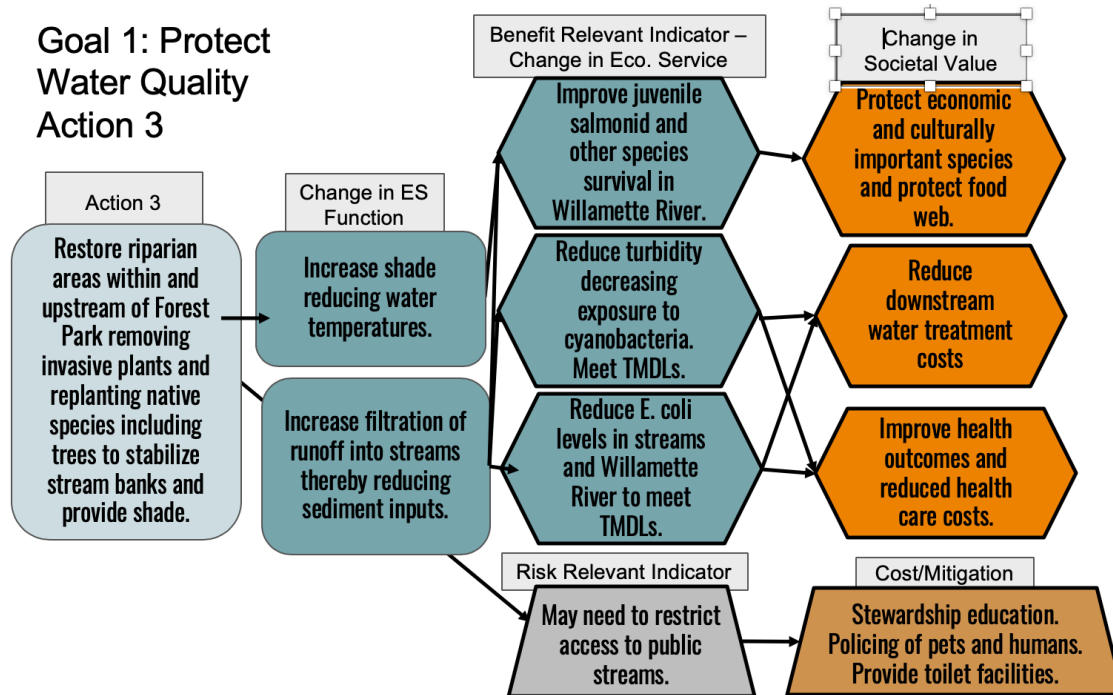 Goal 1: Protect
Water Quality
Action 3
Benefit Relevant Indicator –
Change in Eco. Service
Change in
Societal Value
Action 3
Change in ES
Function
Restore riparian
areas within and
upstream of Forest
Park removing
invasive plants and
replanting native
species including
trees to stabilize
stream banks and
provide shade.
Increase shade
reducing water
temperatures.
Increase filtration of
runoff into streams
thereby reducing
sediment inputs.
Improve juvenile
salmonid and
other species
survival in
Willamette River.
Reduce turbidity
decreasing
exposure to
cyanobacteria.
Meet TMDLs.
Reduce E. coli
levels in streams
and Willamette
River to meet
TMDLs.
Protect economic
and culturally
important species
and protect food
web.
Reduce
downstream
water treatment
costs
Improve health
outcomes and
reduced health
care costs.
Risk Relevant Indicator
May need to restrict
access to public
streams.
Cost/Mitigation
Stewardship education.
Policing of pets and humans.
Provide toilet facilities.